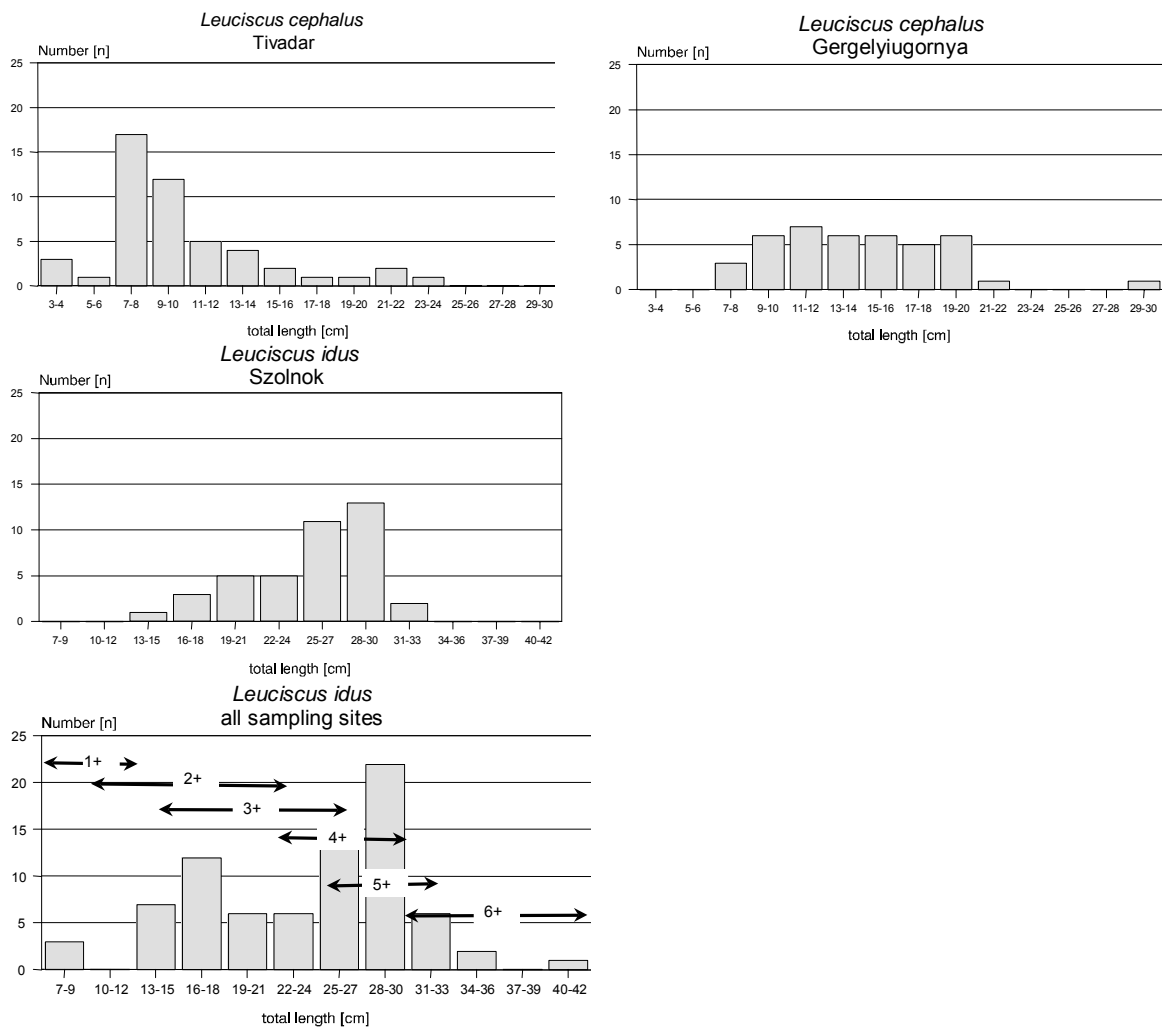 Leuciscus cephalus
Tivadar
Number [n]
25
20
15
10
5
0
3-4 5-6 7-8 9-10 11-12 13-14 15-16 17-18 19-20 21-22 23-24 25-26 27-28 29-30
total length [cm]
Leuciscus cephalus
Gergelyiugornya
Number [n]
25
20
15
10
5
0
3-4 5-6 7-8 9-10 11-12 13-14 15-16 17-18 19-20 21-22 23-24 25-26 27-28 29-30
total length [cm]
Leuciscus idus
Szolnok
Number [n]
25
20
15
10
5
0
7-9 10-12 13-15 16-18 19-21 22-24 25-27 28-30 31-33 34-36 37-39 40-42
total length [cm]
Leuciscus idus
all sampling sites
Number [n]
25
1+
20
2+
3+
15
4+
10
5+
6+
5
0
7-9 10-12 13-15 16-18 19-21 22-24 25-27 28-30 31-33 34-36 37-39 40-42
total length [cm]